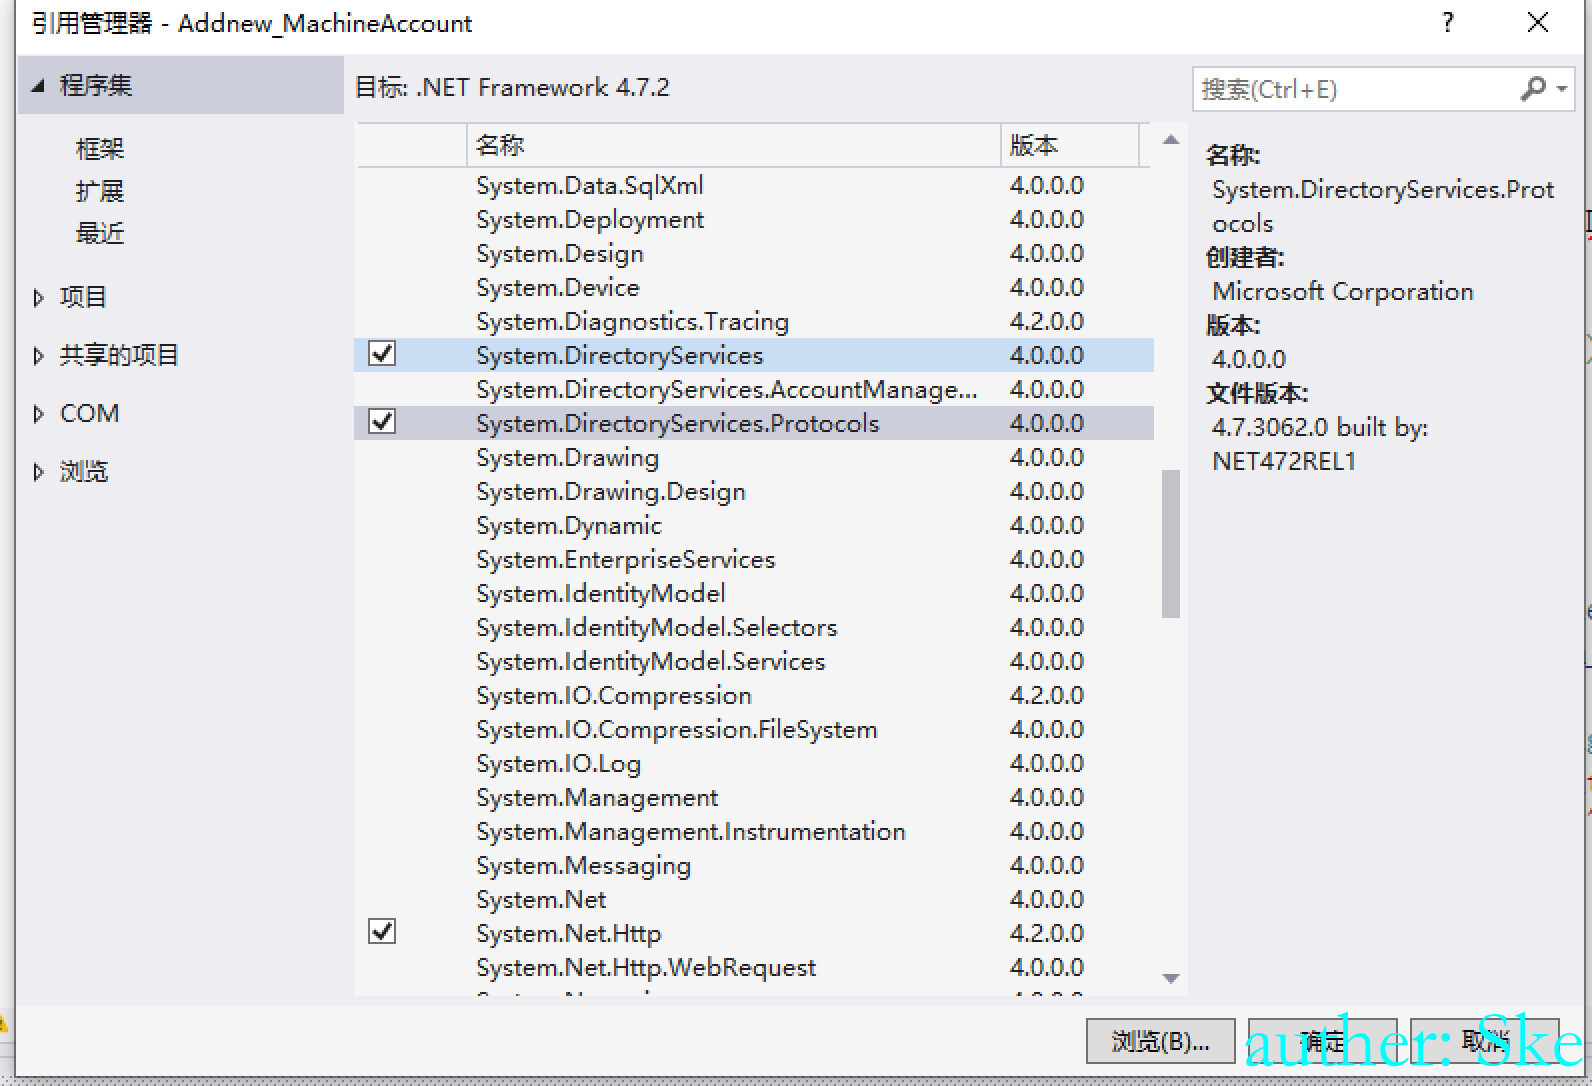 引用管理器 - Addnew_MachineAccount
?
程序集
目标: .NET Framework 4.7.2
搜索(Ctrl+E)
框架
扩展
最近
项目
共享的项目
COM
浏览
名称 版本
System.Data.SqlXml 4.0.0.0
System.Deployment 4.0.0.0
System.Design 4.0.0.0
System.Device 4.0.0.0
System.Diagnostics.Tracing 4.2.0.0
System.DirectoryServices 4.0.0.0
System.DirectoryServices.AccountManage... 4.0.0.0
System.DirectoryServices.Protocols 4.0.0.0
System.Drawing 4.0.0.0
System.Drawing.Design 4.0.0.0
System.Dynamic 4.0.0.0
System.EnterpriseServices 4.0.0.0
System.IdentityModel 4.0.0.0
System.IdentityModel.Selectors 4.0.0.0
System.IdentityModel.Services 4.0.0.0
System.IO.Compression 4.2.0.0
System.IO.Compression.FileSystem 4.0.0.0
System.IO.Log 4.0.0.0
System.Management 4.0.0.0
System.Management.Instrumentation 4.0.0.0
System.Messaging 4.0.0.0
System.Net 4.0.0.0
System.Net.Http 4.2.0.0
System.Net.Http.WebRequest 4.0.0.0
名称:
System.DirectoryServices.Prot
ocols
创建者:
Microsoft Corporation
版本:
4.0.0.0
文件版本:
4.7.3062.0 built by:
NET472REL1
浏览(B)... 确定 取消
auther: Ske